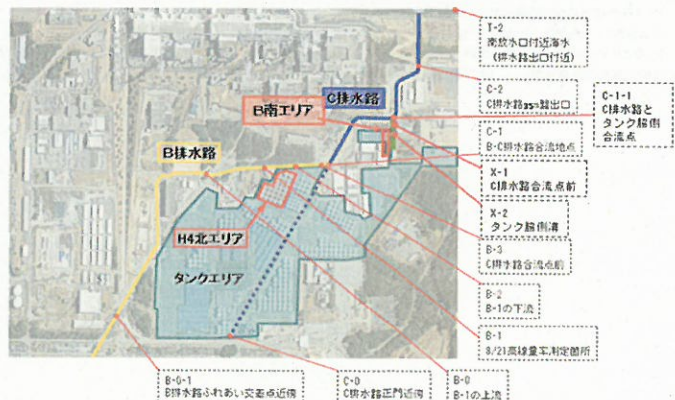 T-2
南放水口付近海水
(排水路出口付近)
C排水路
C-2
C排水路35m盤出口
C-1-1
C排水路と
タンク脇側
合流点
B南エリア
C-1
B・C排水路合流地点
B排水路
X-1
C排水路合流点前
X-2
タンク脇側溝
H4北エリア
B-3
C排水路合流点前
タンクエリア
B-2
B-1の下流
B-1
8/21高線量率測定箇所
B-0-1
B排水路ふれあい交差点近傍
C-0
C排水路正門近傍
B-0
B-1の上流